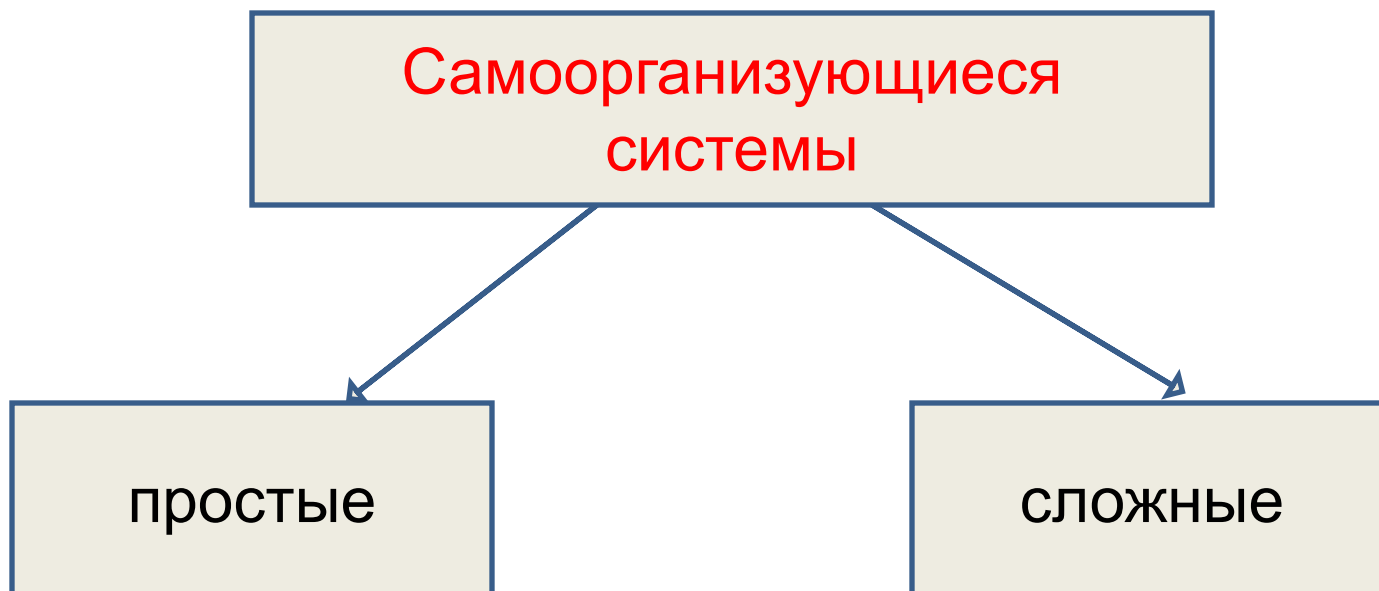 Самоорганизующиеся
системы
простые
сложные